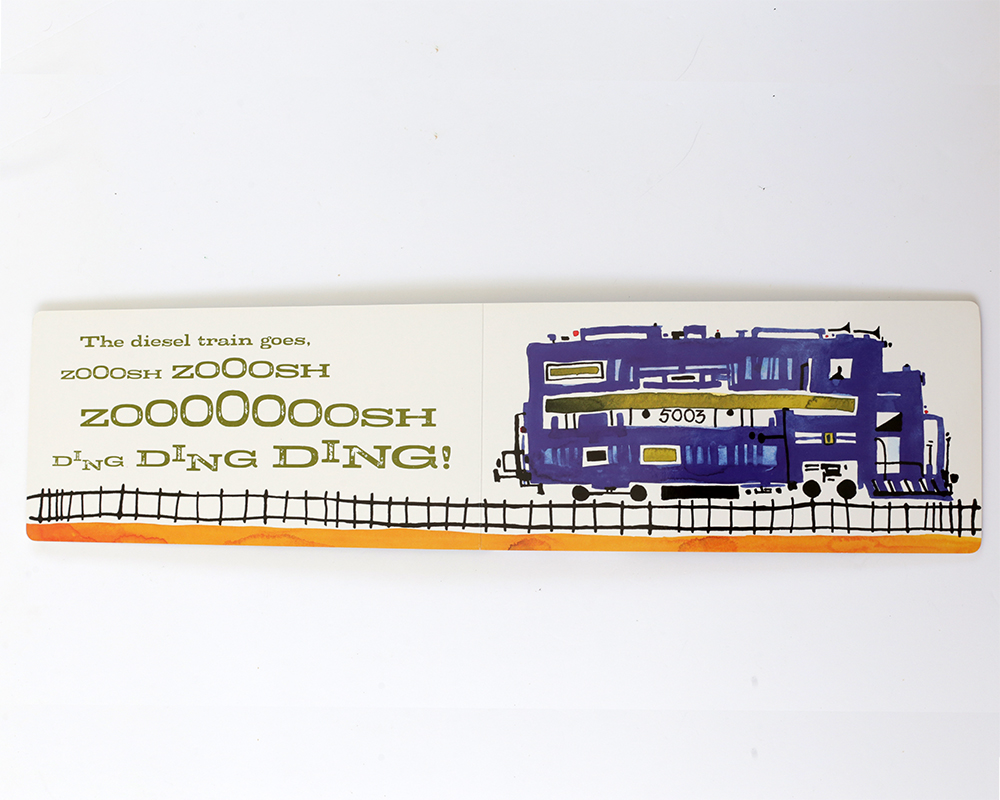 The diesel train goes,
ZOOOSH ZOOOSH
ZOOOOOOOOSH
DING DING DING!
5003